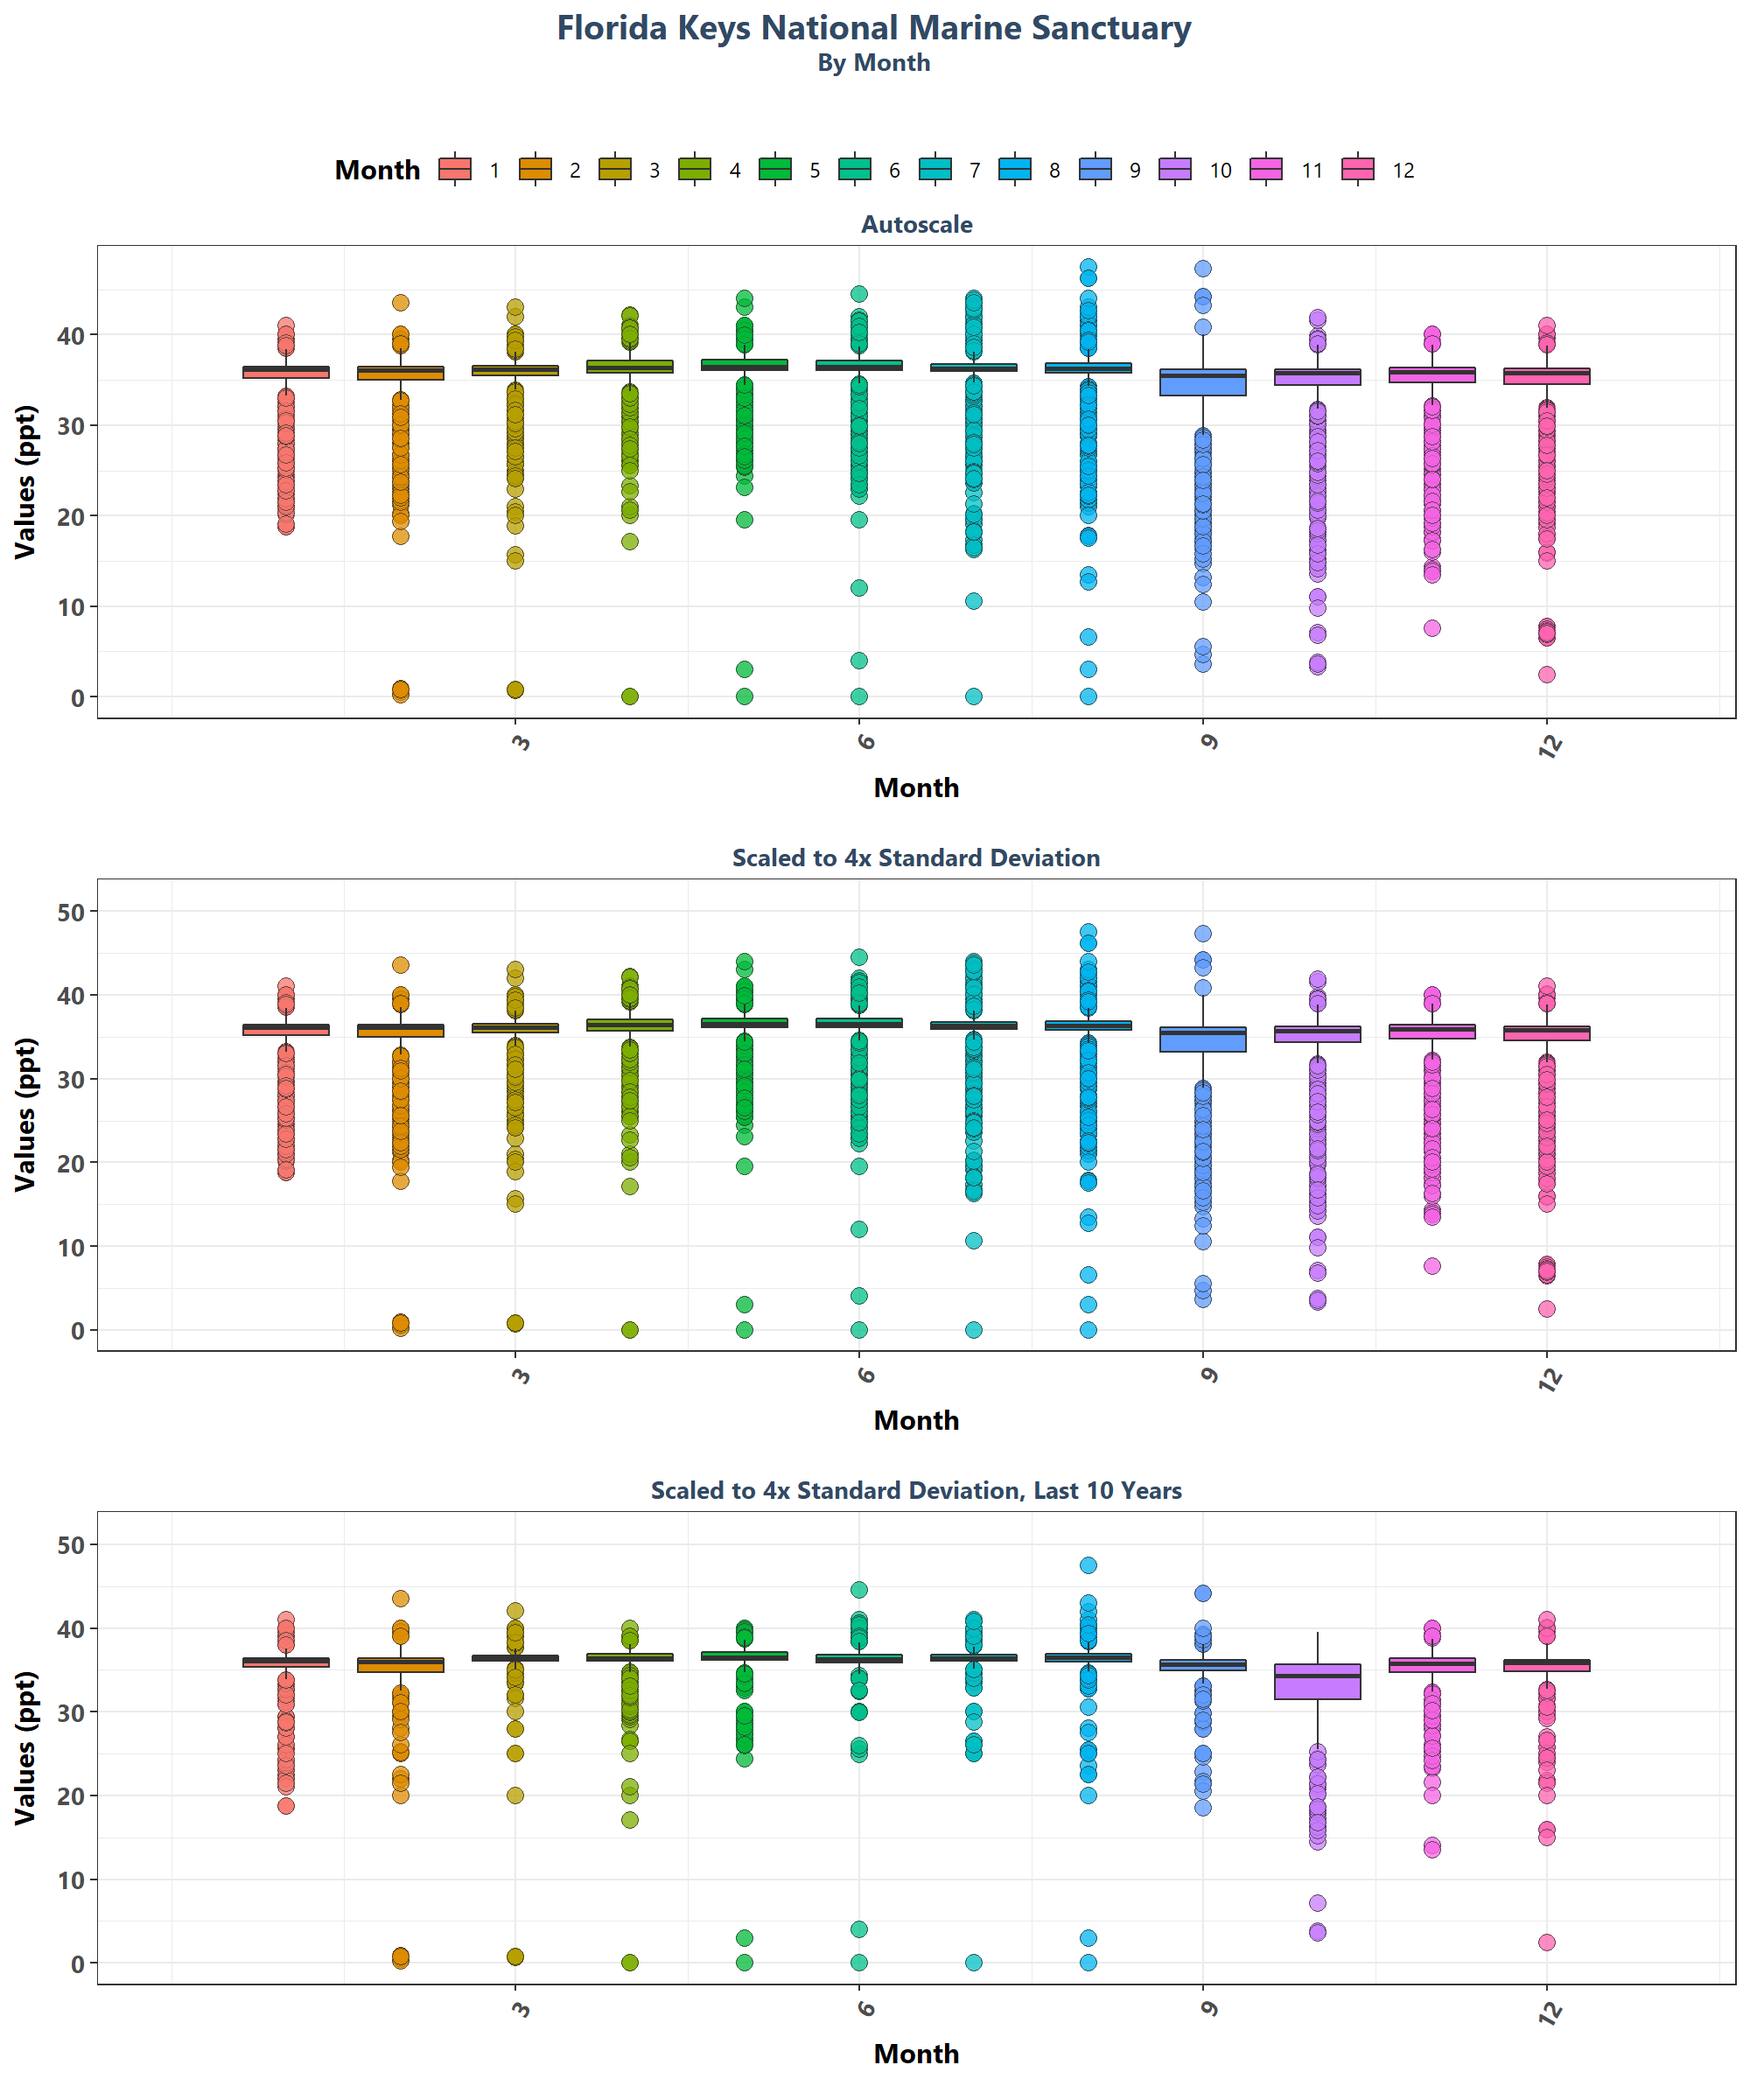 Florida Keys National Marine Sanctuary
By Month
Month 1 2 3 4 5 6 7 8 9 10 11 12
Autoscale
Values (ppt)
40
30
20
10
0
3 6 9 12
Month
Scaled to 4x Standard Deviation
Values (ppt)
50
40
30
20
10
0
3 6 9 12
Month
Scaled to 4x Standard Deviation, Last 10 Years
Values (ppt)
50
40
30
20
10
0
3 6 9 12
Month